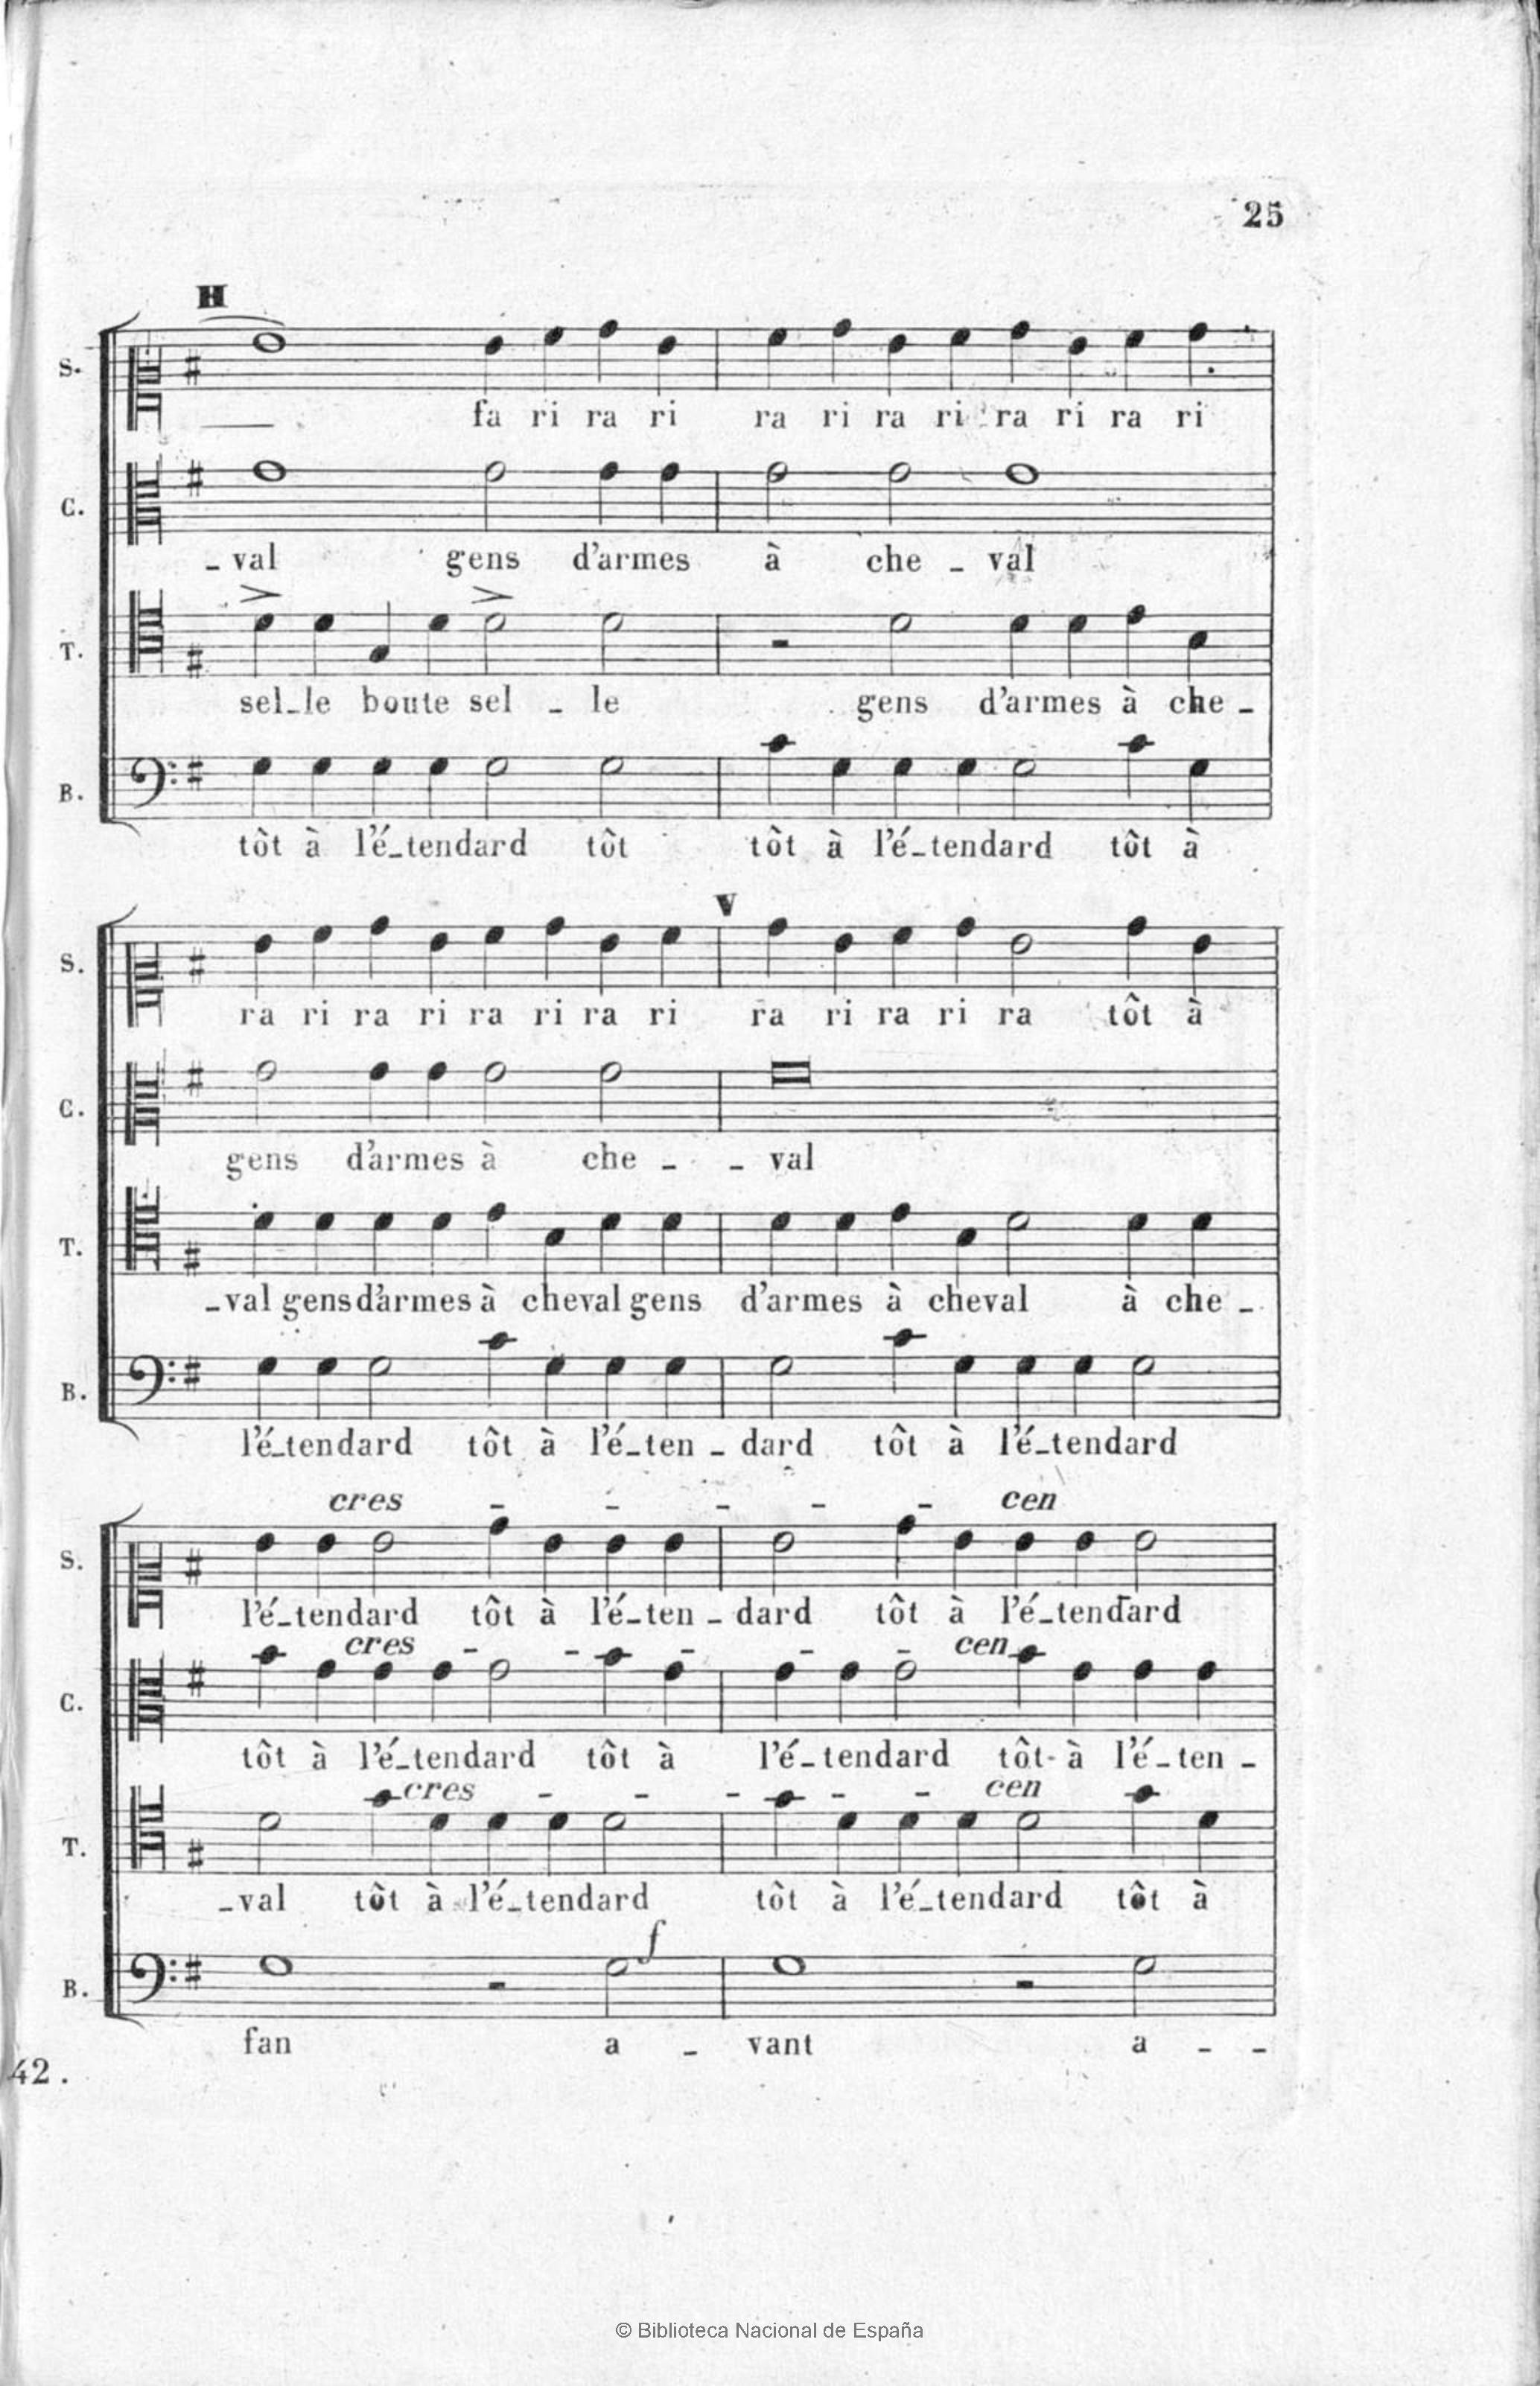 25
H
S.
fa ri ra ri ra ri ra ri ra ri ra ri
C.
_ val gens d'armes à che _ val
T.
sel_le boute sel _ le gens d'armes à che _
B.
tôt à l'é_tendard tôt tôt à l'é_tendard tôt à
V
S.
ra ri ra ri ra ri ra ri ra ri ra ri ra tôt à
C.
gens d'armes à che _ _ val
T.
_val gens d'armes à cheval gens d'armes à cheval à che _
B.
l'é_tendard tôt à l'é_ten _ dard tôt à l'é_tendard
cres _ _ _ _ _ cen
S.
l'é_tendard tôt à l'é_ten _ dard tôt à l'é_tendard
cres _ _ _ _ _ cen
C.
tôt à l'é_tendard tôt à l'é_tendard tôt à l'é_ten _
cres _ _ _ _ _ cen
T.
_val tôt à l'é_tendard tôt à l'é_tendard tôt à
f
B.
fan a _ vant a _ _
42.
© Biblioteca Nacional de España